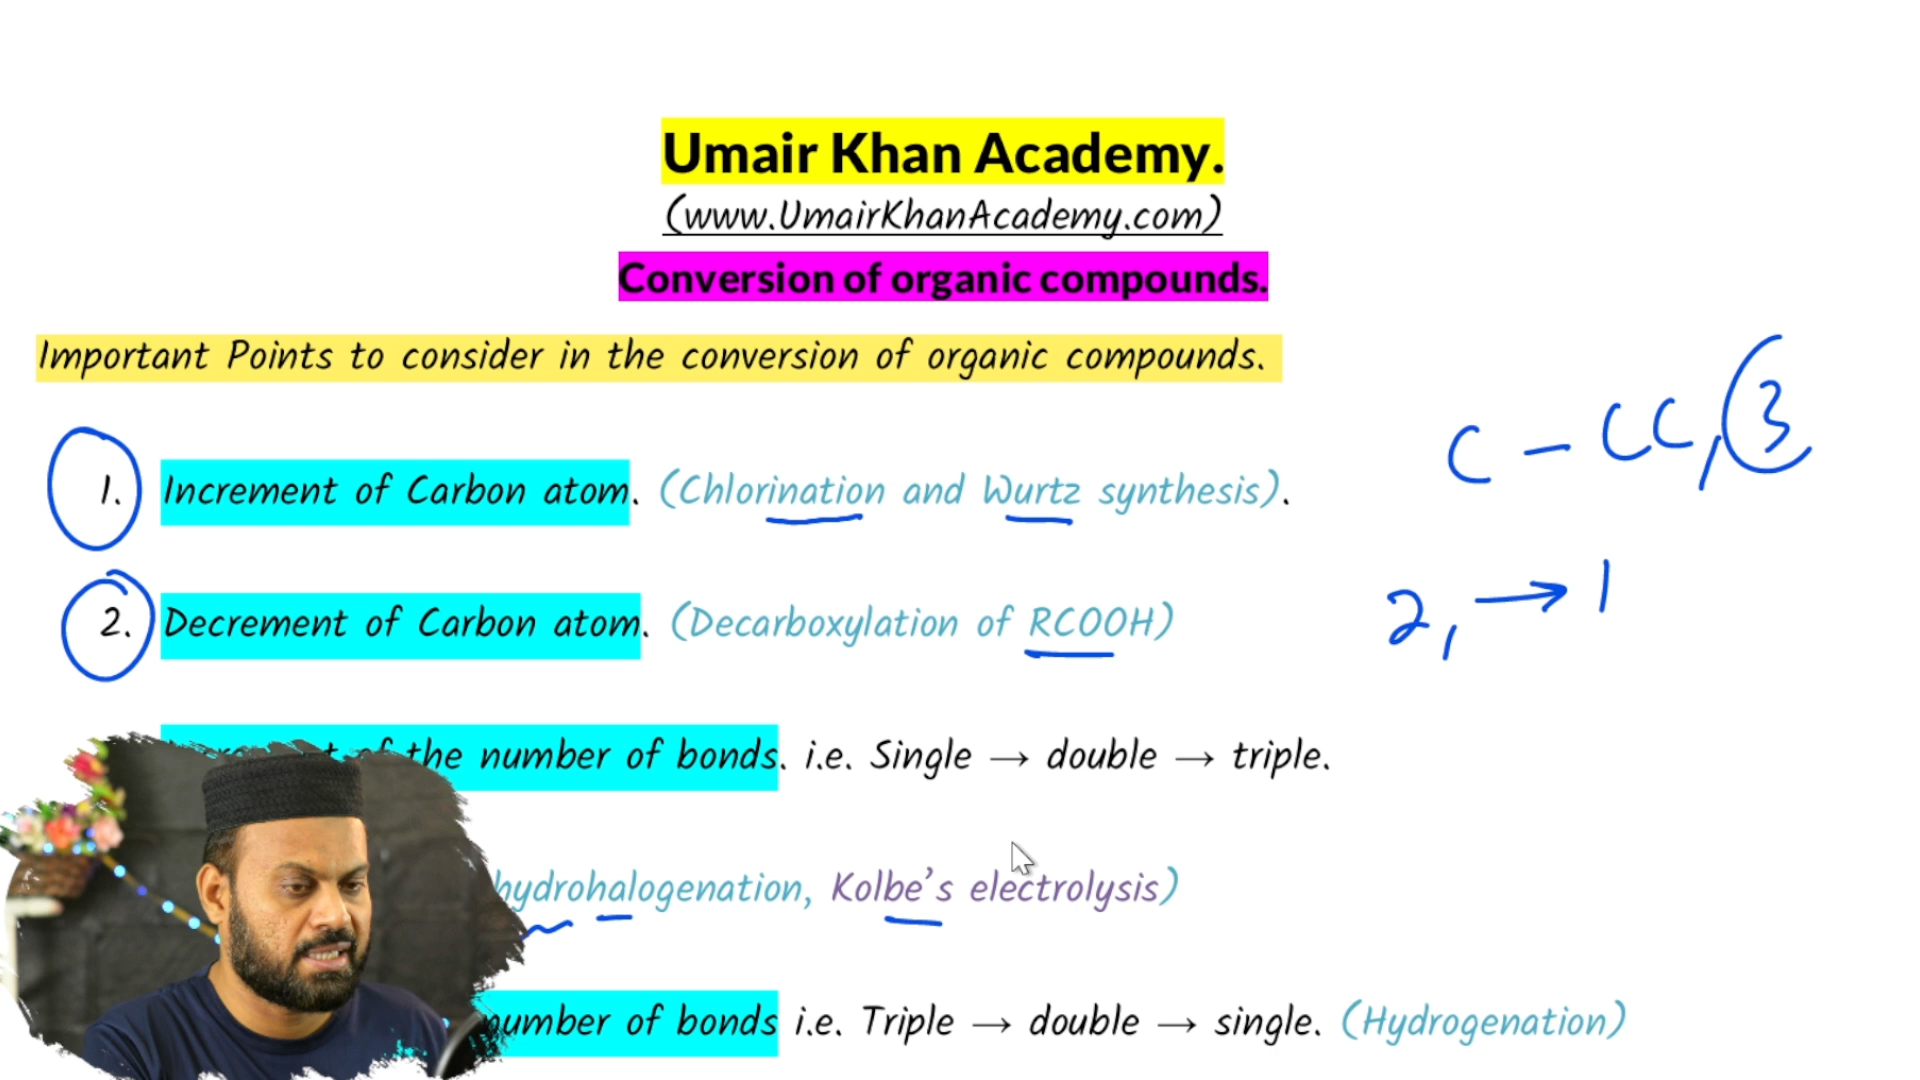 Umair Khan Academy.
(www.UmairKhanAcademy.com)
Conversion of organic compounds.
Important Points to consider in the conversion of organic compounds.
C - CC, 3
1. Increment of Carbon atom. (Chlorination and Wurtz synthesis).
2, → 1
2. Decrement of Carbon atom. (Decarboxylation of RCOOH)
of the number of bonds. i.e. Single → double → triple.
hydrohalogenation, Kolbe's electrolysis)
number of bonds i.e. Triple → double → single. (Hydrogenation)